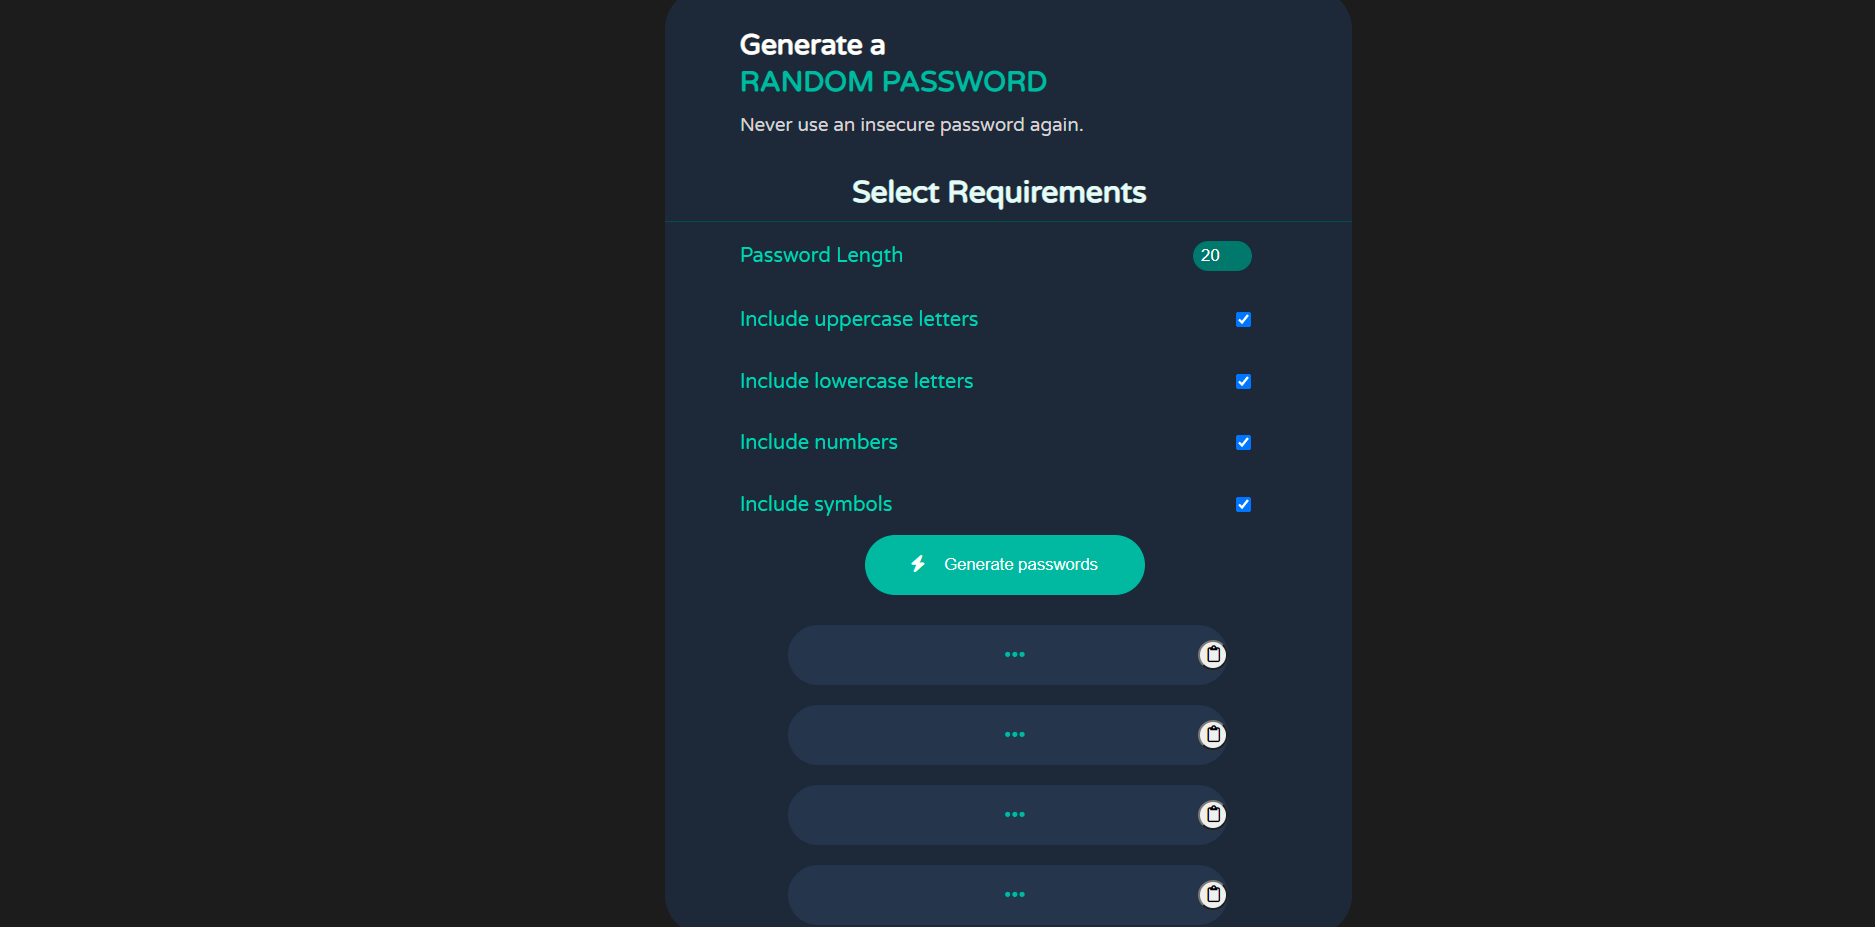 Generate a
RANDOM PASSWORD
Never use an insecure password again.
Select Requirements
Password Length 20
Include uppercase letters
Include lowercase letters
Include numbers
Include symbols
Generate passwords
•••
•••
•••
•••